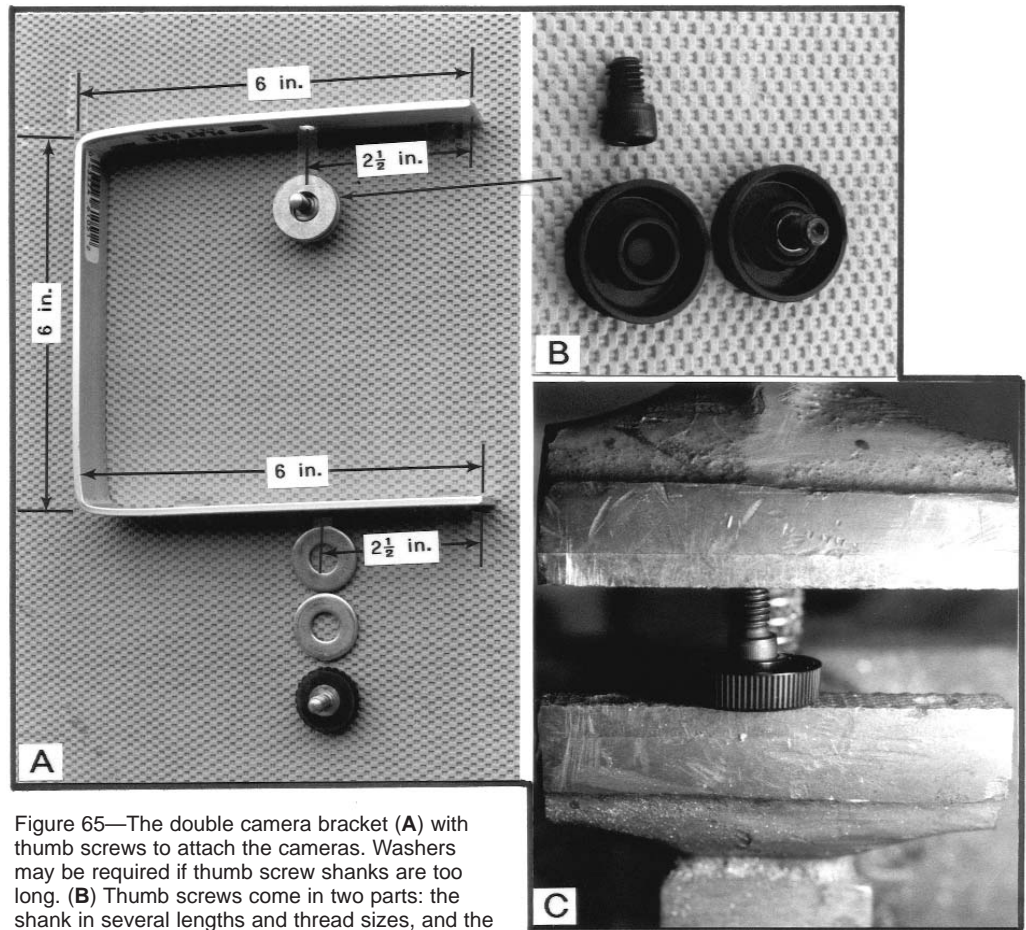 6 in.
2½ in.
6 in.
6 in.
2½ in.
A
B
C
Figure 65—The double camera bracket (A) with
thumb screws to attach the cameras. Washers
may be required if thumb screw shanks are too
long. (B) Thumb screws come in two parts: the
shank in several lengths and thread sizes, and the